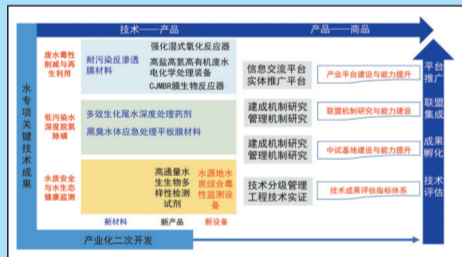 技术——产品
产品——商品
水专项关键技术成果
废水毒性
削减与再
生利用
耐污染反渗透
膜材料
强化湿式氧化反应器
高盐高氮高有机废水
电化学处理装备
CJMBR膜生物反应器
低污染水
深度脱氮
除磷
多效生化尾水深度处理药剂
黑臭水体应急处理平板膜材料
水质安全
与水生态
健康监测
高通量水
生生物多
样性检测
试剂
水源地水
质综合毒
性监测设
备
新材料
新产品
新设备
产业化二次开发
信息交流平台
实体推广平台
产业平台建设与能力提升
平台
推广
建成机制研究
管理机制研究
联盟机制研究与能力建设
联盟
集成
建成机制研究
管理机制研究
中试基地建设与能力提升
成果
孵化
技术分级管理
工程技术实证
技术成果评估指标体系
技术
评估